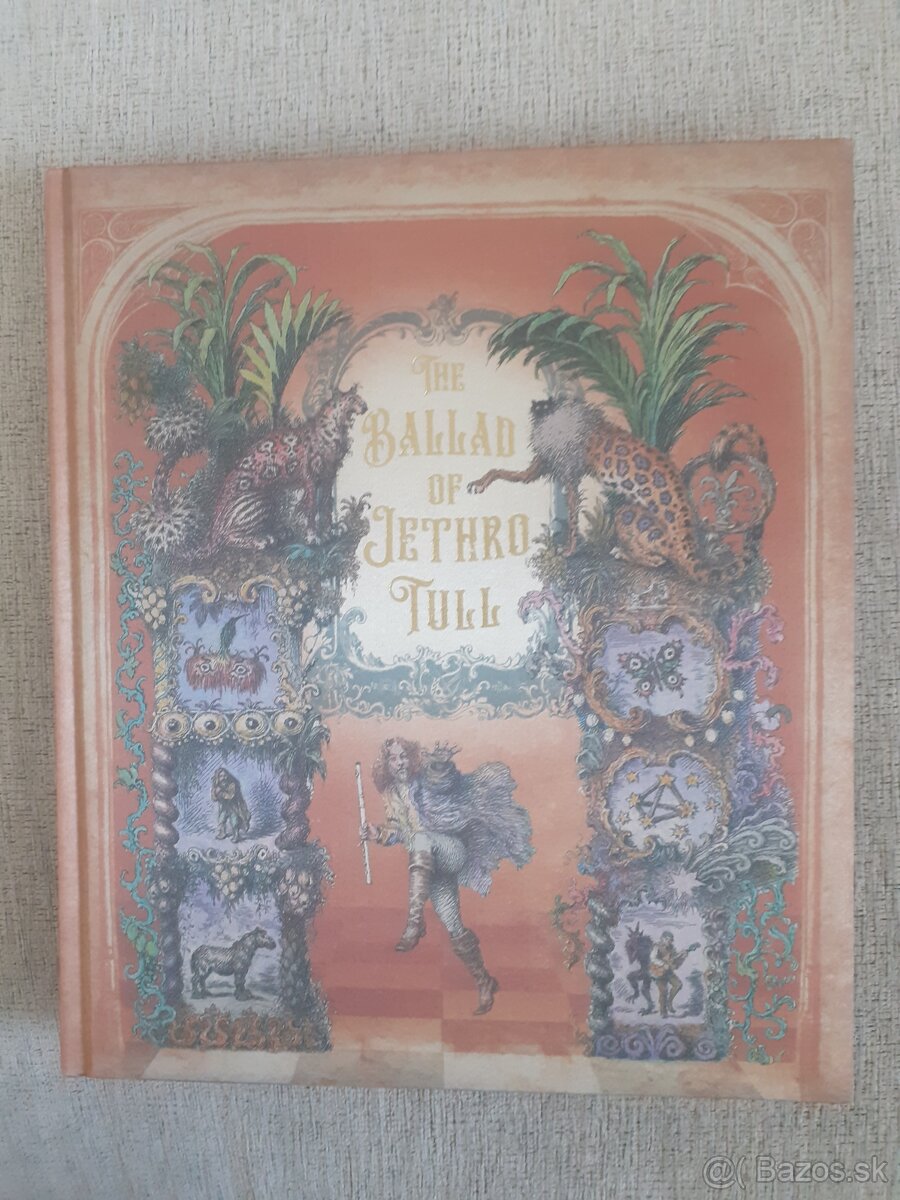 The
Ballad
of
Jethro
Tull
@( Bazos.sk